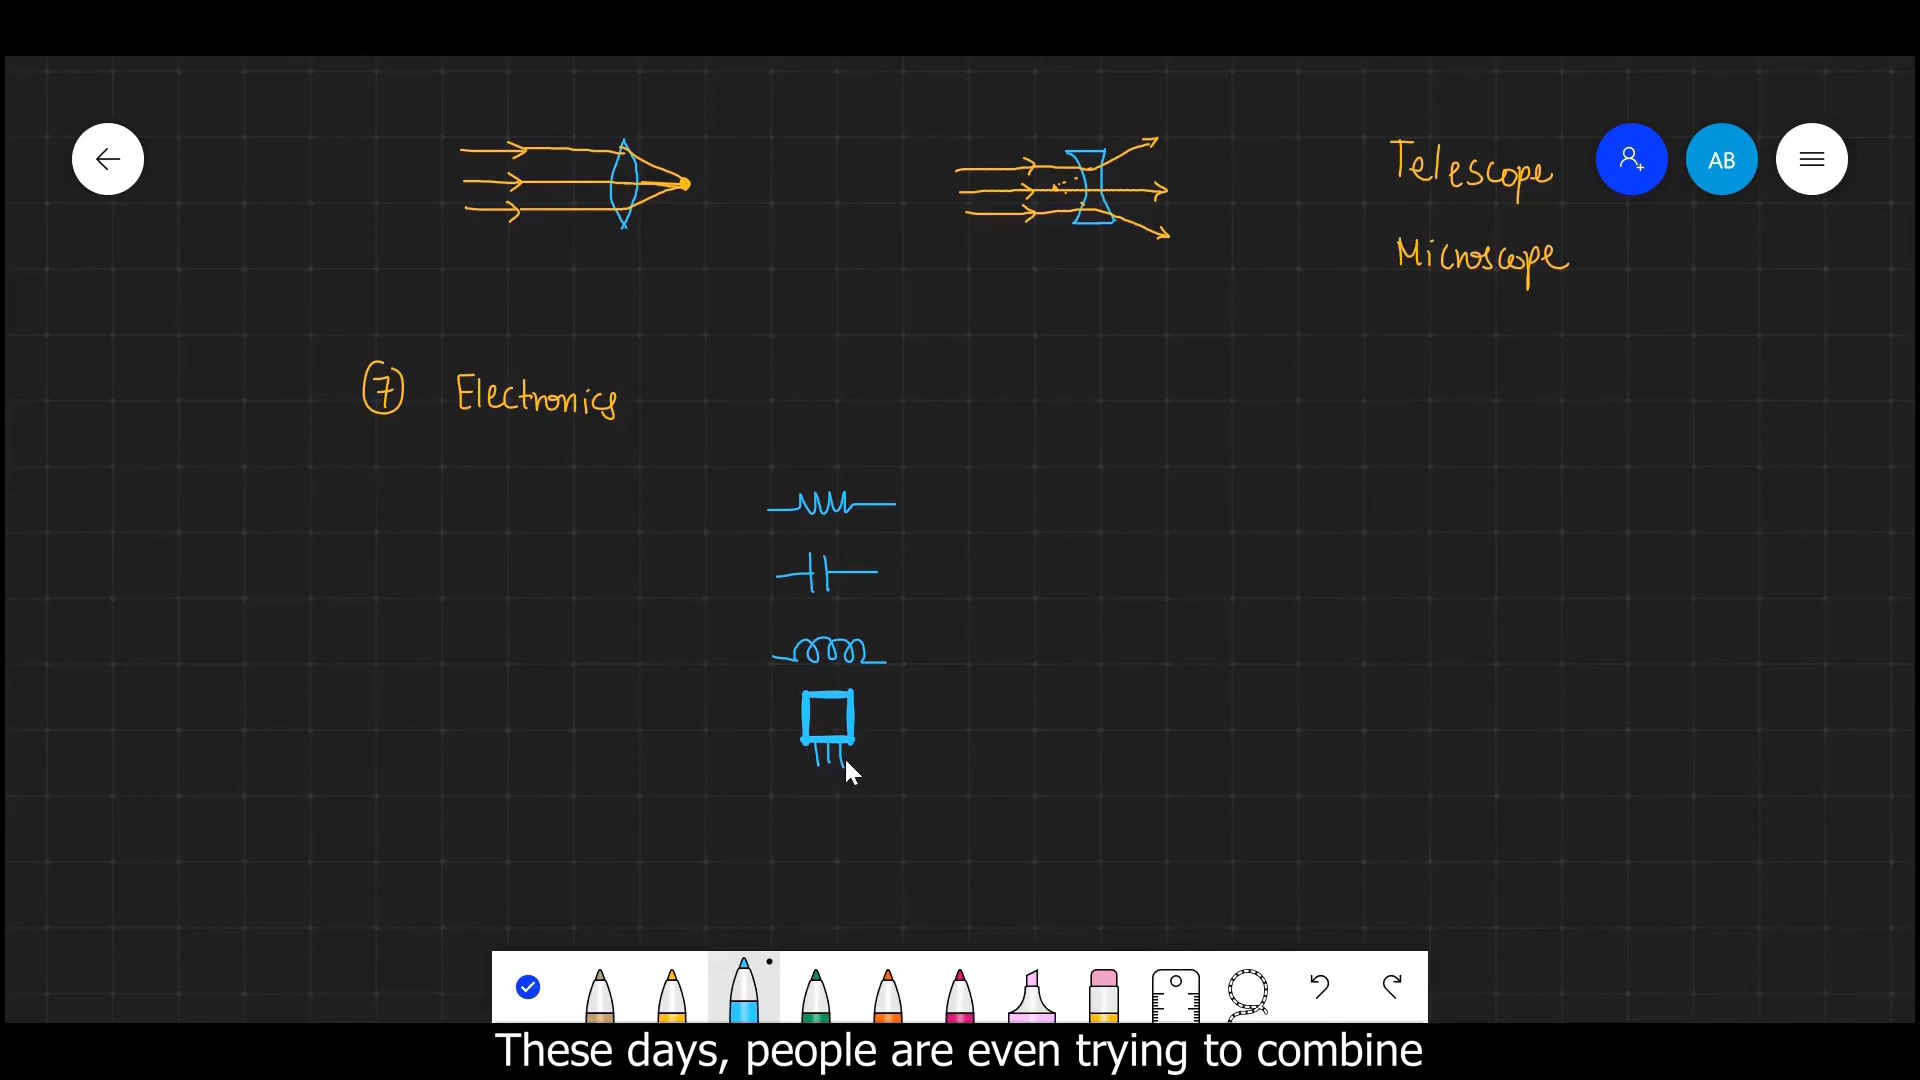 Telescope
AB
Microscope
7 Electronics
These days, people are even trying to combine